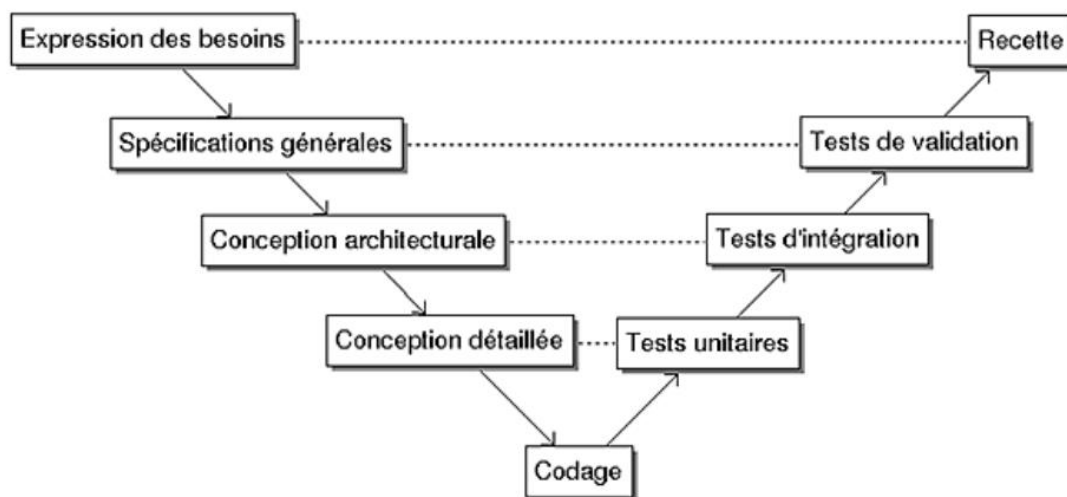 Expression des besoins
Recette
Spécifications générales
Tests de validation
Conception architecturale
Tests d'intégration
Conception détaillée
Tests unitaires
Codage